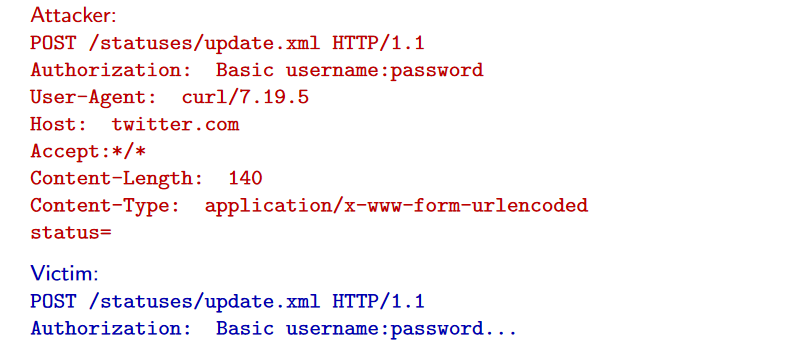 Attacker:
POST /statuses/update.xml HTTP/1.1
Authorization: Basic username:password
User-Agent: curl/7.19.5
Host: twitter.com
Accept:*/*
Content-Length: 140
Content-Type: application/x-www-form-urlencoded
status=
Victim:
POST /statuses/update.xml HTTP/1.1
Authorization: Basic username:password...